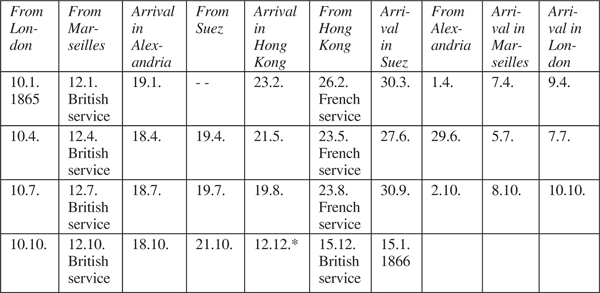 From London From Marseilles Arrival in Alexandria From Suez Arrival in Hong Kong From Hong Kong Arrival in Suez From Alexandria Arrival in Marseilles Arrival in London
10.1. 1865 12.1. British service 19.1. - - 23.2. 26.2. French service 30.3. 1.4. 7.4. 9.4.
10.4. 12.4. British service 18.4. 19.4. 21.5. 23.5. French service 27.6. 29.6. 5.7. 7.7.
10.7. 12.7. British service 18.7. 19.7. 19.8. 23.8. French service 30.9. 2.10. 8.10. 10.10.
10.10. 12.10. British service 18.10. 21.10. 12.12.* 15.12. British service 15.1. 1866